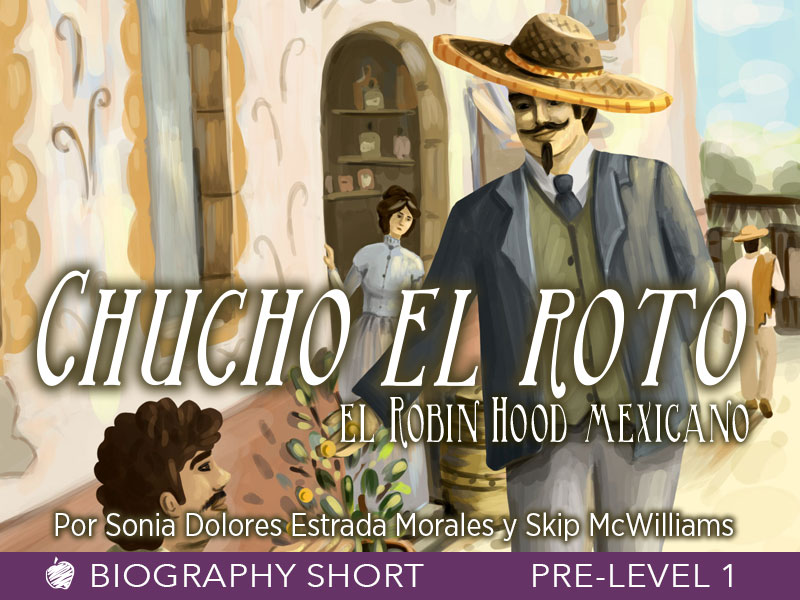 Chucho el Roto
el Robin Hood mexicano
Por Sonia Dolores Estrada Morales y Skip McWilliams
BIOGRAPHY SHORT PRE-LEVEL 1